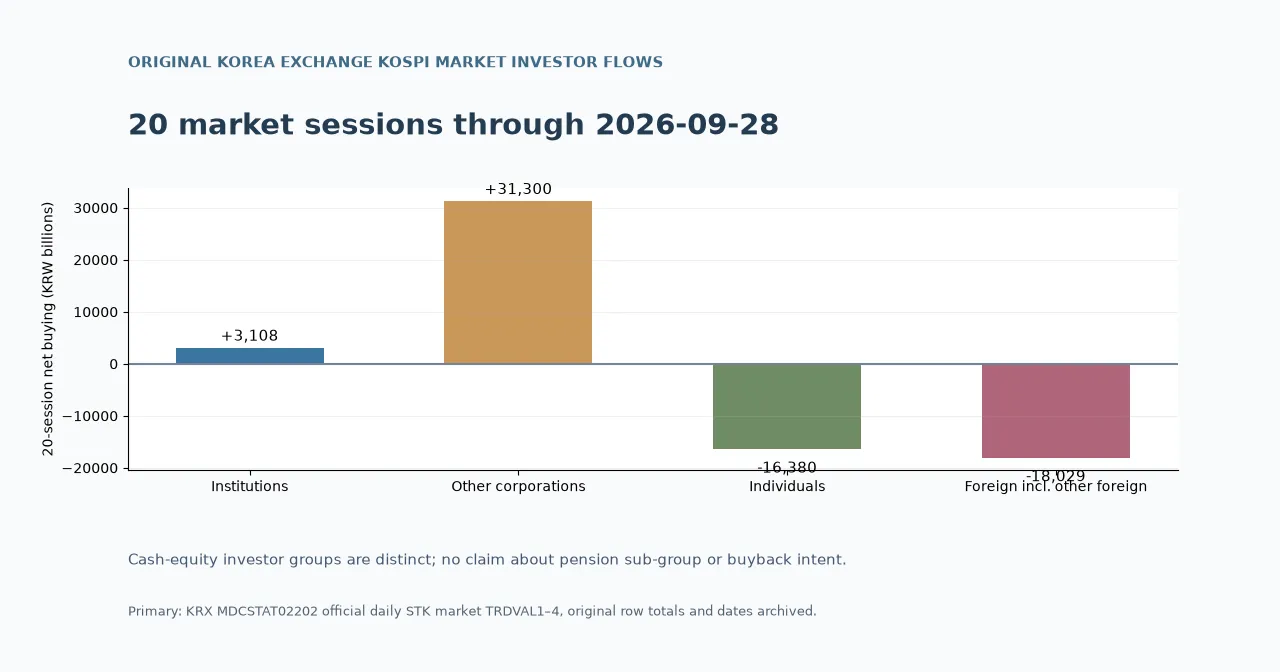 ORIGINAL KOREA EXCHANGE KOSPI MARKET INVESTOR FLOWS
20 market sessions through 2026-09-28
20-session net buying (KRW billions)
30000
20000
10000
0
−10000
−20000
+3,108
+31,300
-16,380
-18,029
Institutions
Other corporations
Individuals
Foreign incl. other foreign
Cash-equity investor groups are distinct; no claim about pension sub-group or buyback intent.
Primary: KRX MDCSTAT02202 official daily STK market TRDVAL1–4, original row totals and dates archived.